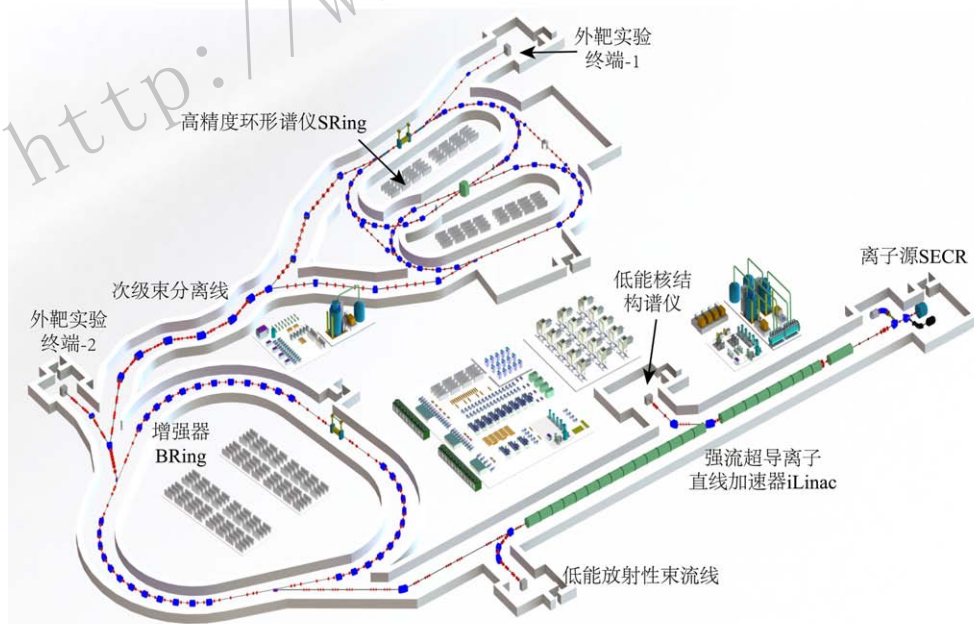 http://w
外靶实验
终端-1
高精度环形谱仪SRing
离子源SECR
次级束分离线
低能核结
构谱仪
外靶实验
终端-2
增强器
BRing
强流超导离子
直线加速器iLinac
低能放射性束流线